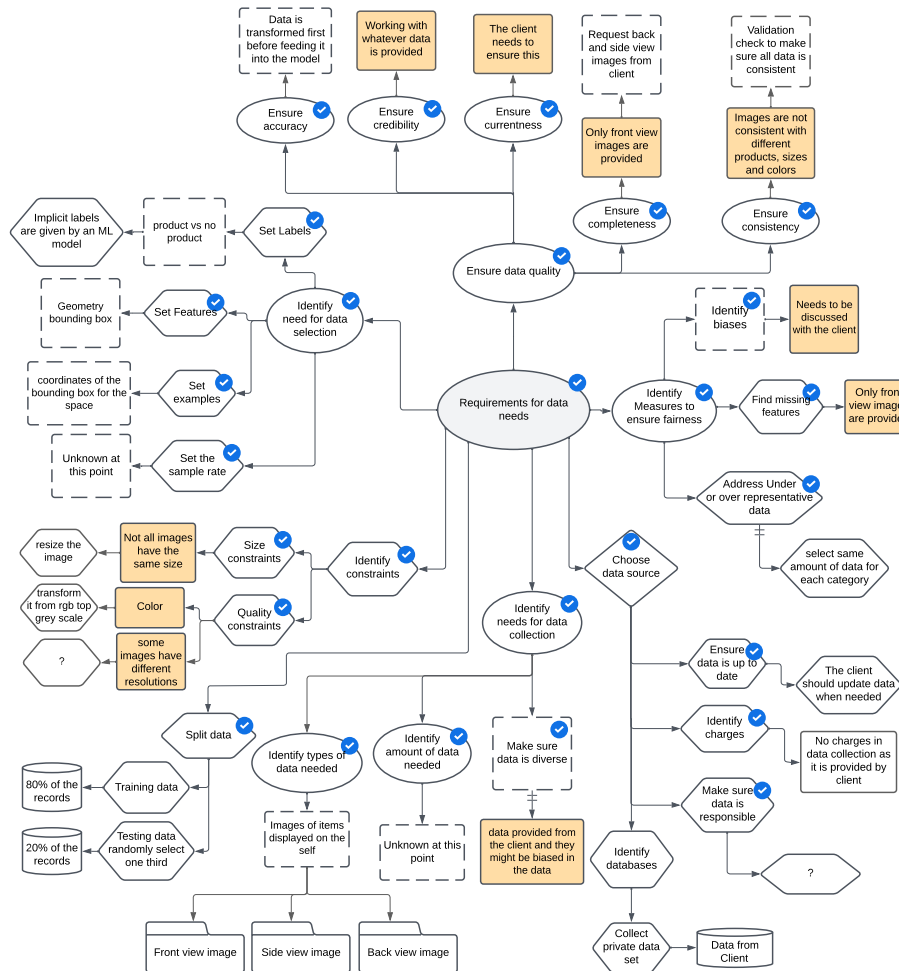 Data is
transformed first
before feeding it
into the model
Working with
whatever data
is provided
The client
needs to
ensure this
Request back
and side view
images from
client
Validation
check to make
sure all data is
consistent
Ensure
accuracy
Ensure
credibility
Ensure
currentness
Only front view
images are
provided
Images are not
consistent with
different
products, sizes
and colors
Implicit labels
are given by an ML
model
product vs no
product
Set Labels
Ensure
completeness
Ensure
consistency
Ensure data quality
Geometry
bounding box
Set Features
Identify
need for data
selection
Identify
biases
Needs to be
discussed
with the client
coordinates of the
bounding box for the
space
Set
examples
Requirements for data
needs
Identify
Measures to
ensure fairness
Find missing
features
Only fron
view image
are provide
Unknown at
this point
Set the
sample rate
Address Under
or over representative
data
resize the
image
Not all images
have the
same size
Size
constraints
Identify
constraints
Choose
data source
select same
amount of data for
each category
transform
it from rgb top
grey scale
Color
Quality
constraints
Identify
needs for data
collection
?
some
images have
different
resolutions
Ensure
data is up to
date
The client
should update data
when needed
Split data
Identify types of
data needed
Identify
amount of data
needed
Make sure
data is diverse
Identify
charges
No charges in
data collection as
it is provided by
client
80% of the
records
Training data
Make sure
data is
responsible
20% of the
records
Testing data
randomly select
one third
Images of items
displayed on the
self
Unknown at this
point
data provided from
the client and they
might be biased in
the data
Identify
databases
?
Front view image
Side view image
Back view image
Collect
private data
set
Data from
Client